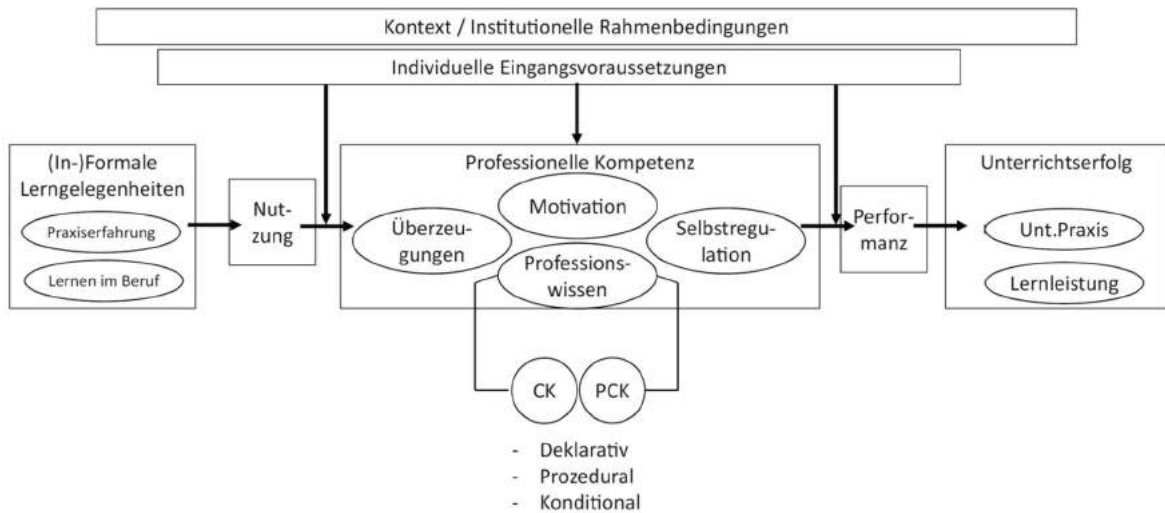 Kontext / Institutionelle Rahmenbedingungen
Individuelle Eingangsvoraussetzungen
(In-)Formale
Lerngelegenheiten
Praxiserfahrung
Lernen im Beruf
Nut-
zung
Professionelle Kompetenz
Motivation
Überzeu-
gungen
Selbstregu-
lation
Professions-
wissen
CK
PCK
- Deklarativ
- Prozedural
- Konditional
Perfor-
manz
Unterrichtserfolg
Unt.Praxis
Lernleistung